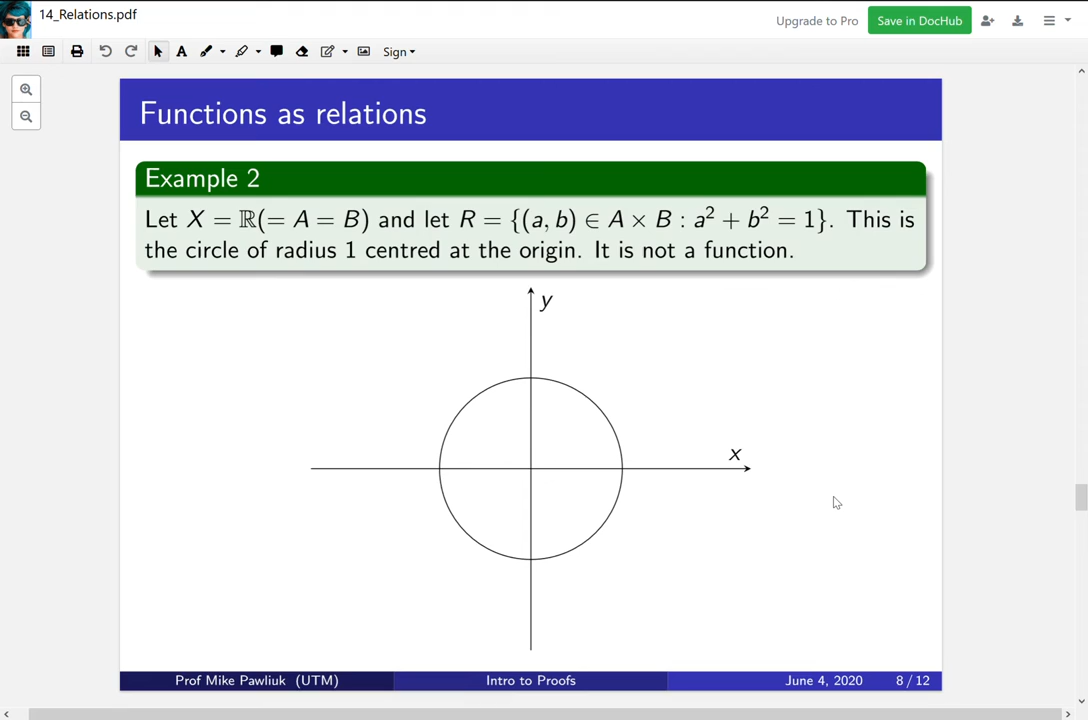 14_Relations.pdf
Upgrade to Pro
Save in DocHub
A
Sign
Functions as relations
Example 2
Let X = ℝ(= A = B) and let R = {(a, b) ∈ A × B : a² + b² = 1}. This is
the circle of radius 1 centred at the origin. It is not a function.
y
x
Prof Mike Pawliuk (UTM) Intro to Proofs June 4, 2020 8 / 12